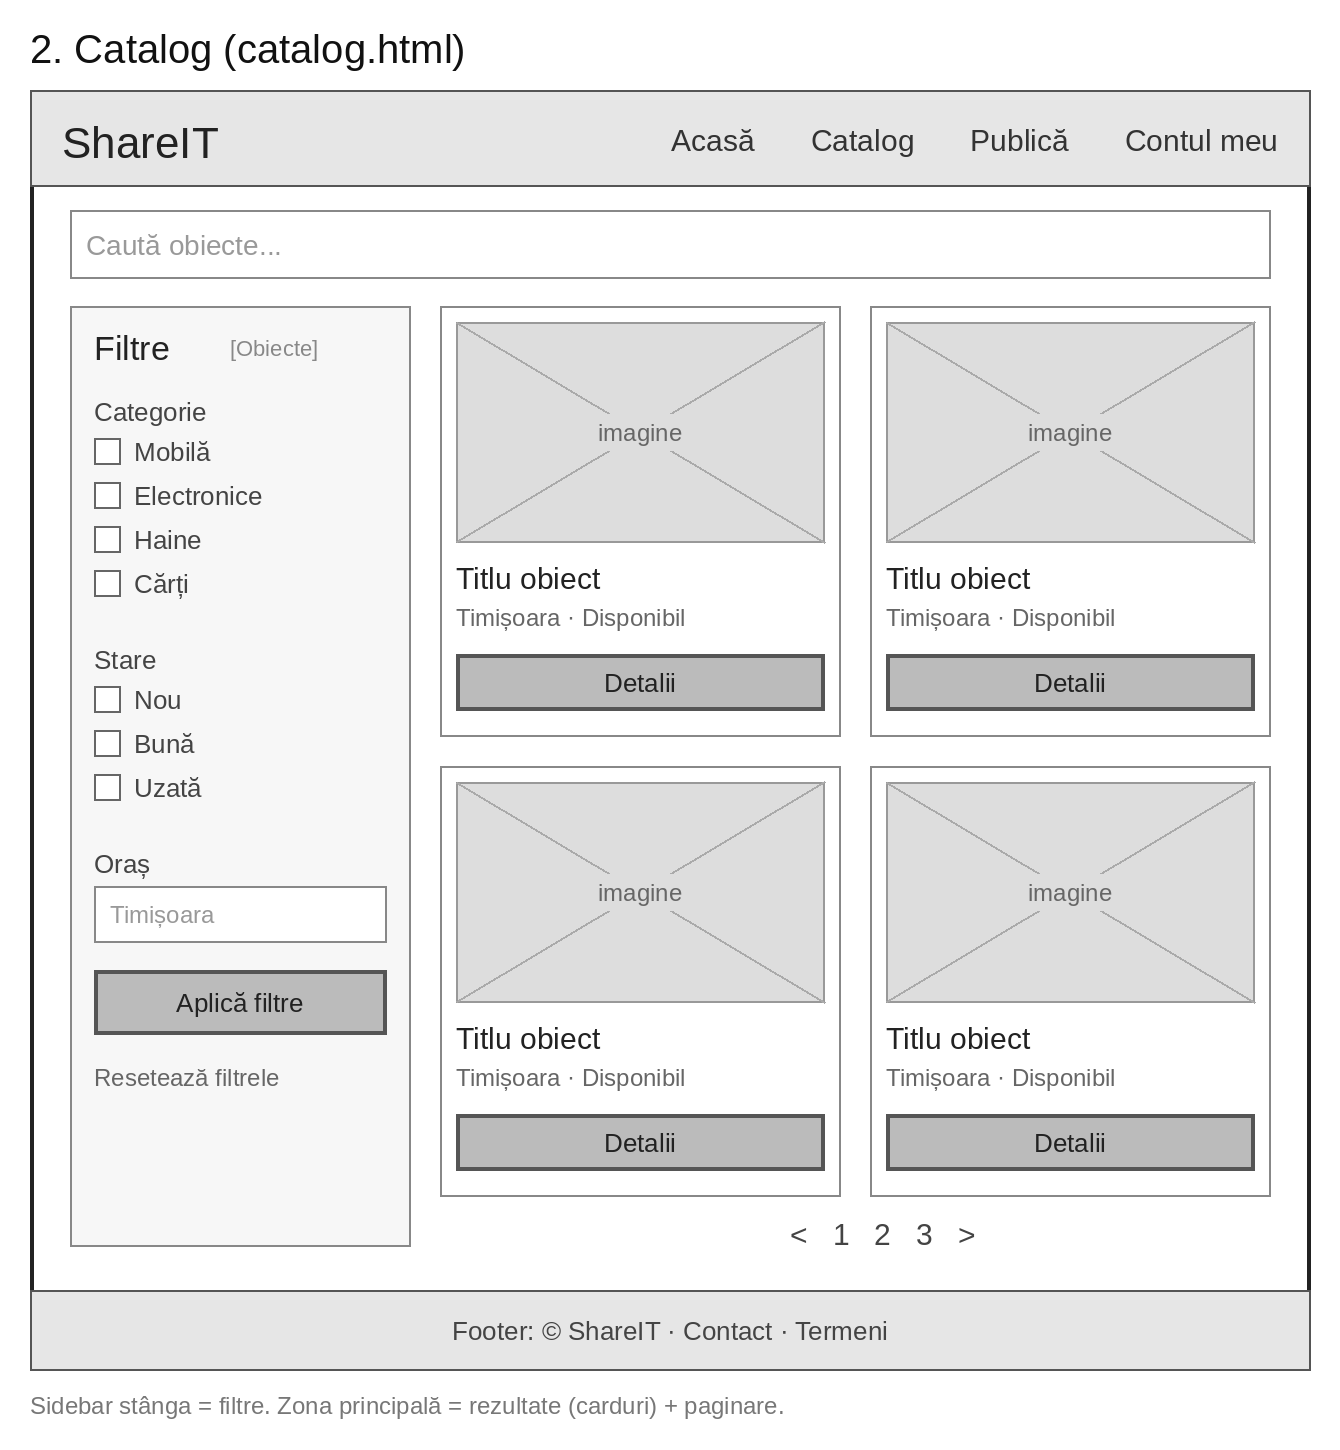 2. Catalog (catalog.html)
ShareIT
Acasă Catalog Publică Contul meu
Caută obiecte...
Filtre [Obiecte]
Categorie
Mobilă
Electronice
Haine
Cărți
Stare
Nou
Bună
Uzată
Oraș
Timișoara
Aplică filtre
Resetează filtrele
imagine
Titlu obiect
Timișoara · Disponibil
Detalii
imagine
Titlu obiect
Timișoara · Disponibil
Detalii
imagine
Titlu obiect
Timișoara · Disponibil
Detalii
imagine
Titlu obiect
Timișoara · Disponibil
Detalii
< 1 2 3 >
Footer: © ShareIT · Contact · Termeni
Sidebar stânga = filtre. Zona principală = rezultate (carduri) + paginare.